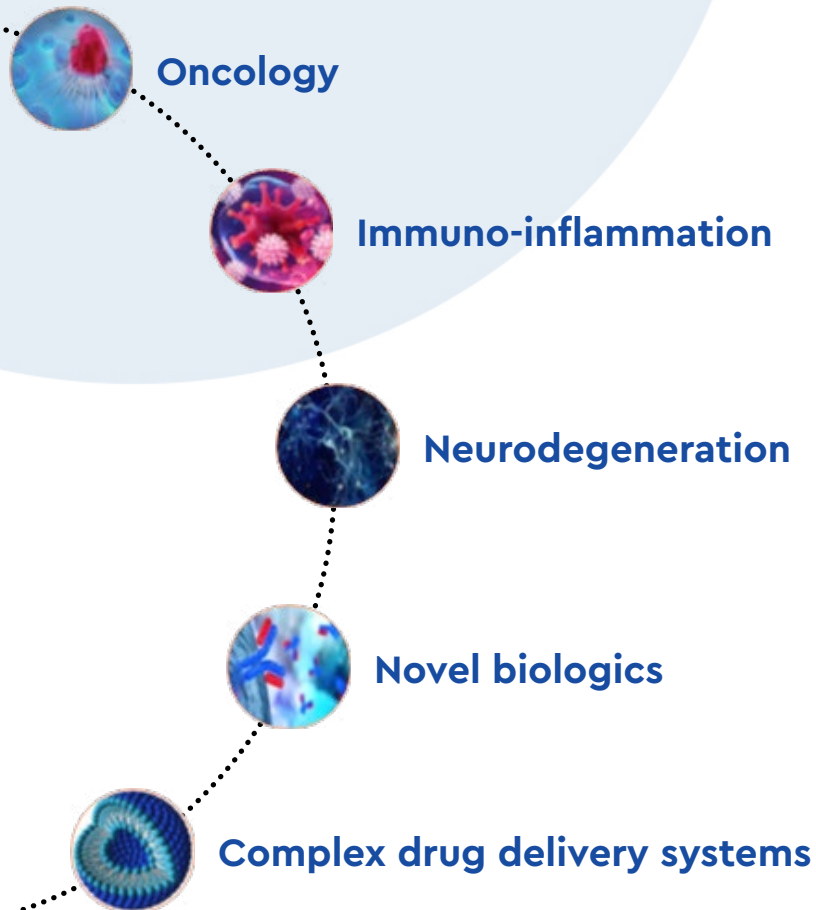 Oncology
Immuno-inflammation
Neurodegeneration
Novel biologics
Complex drug delivery systems